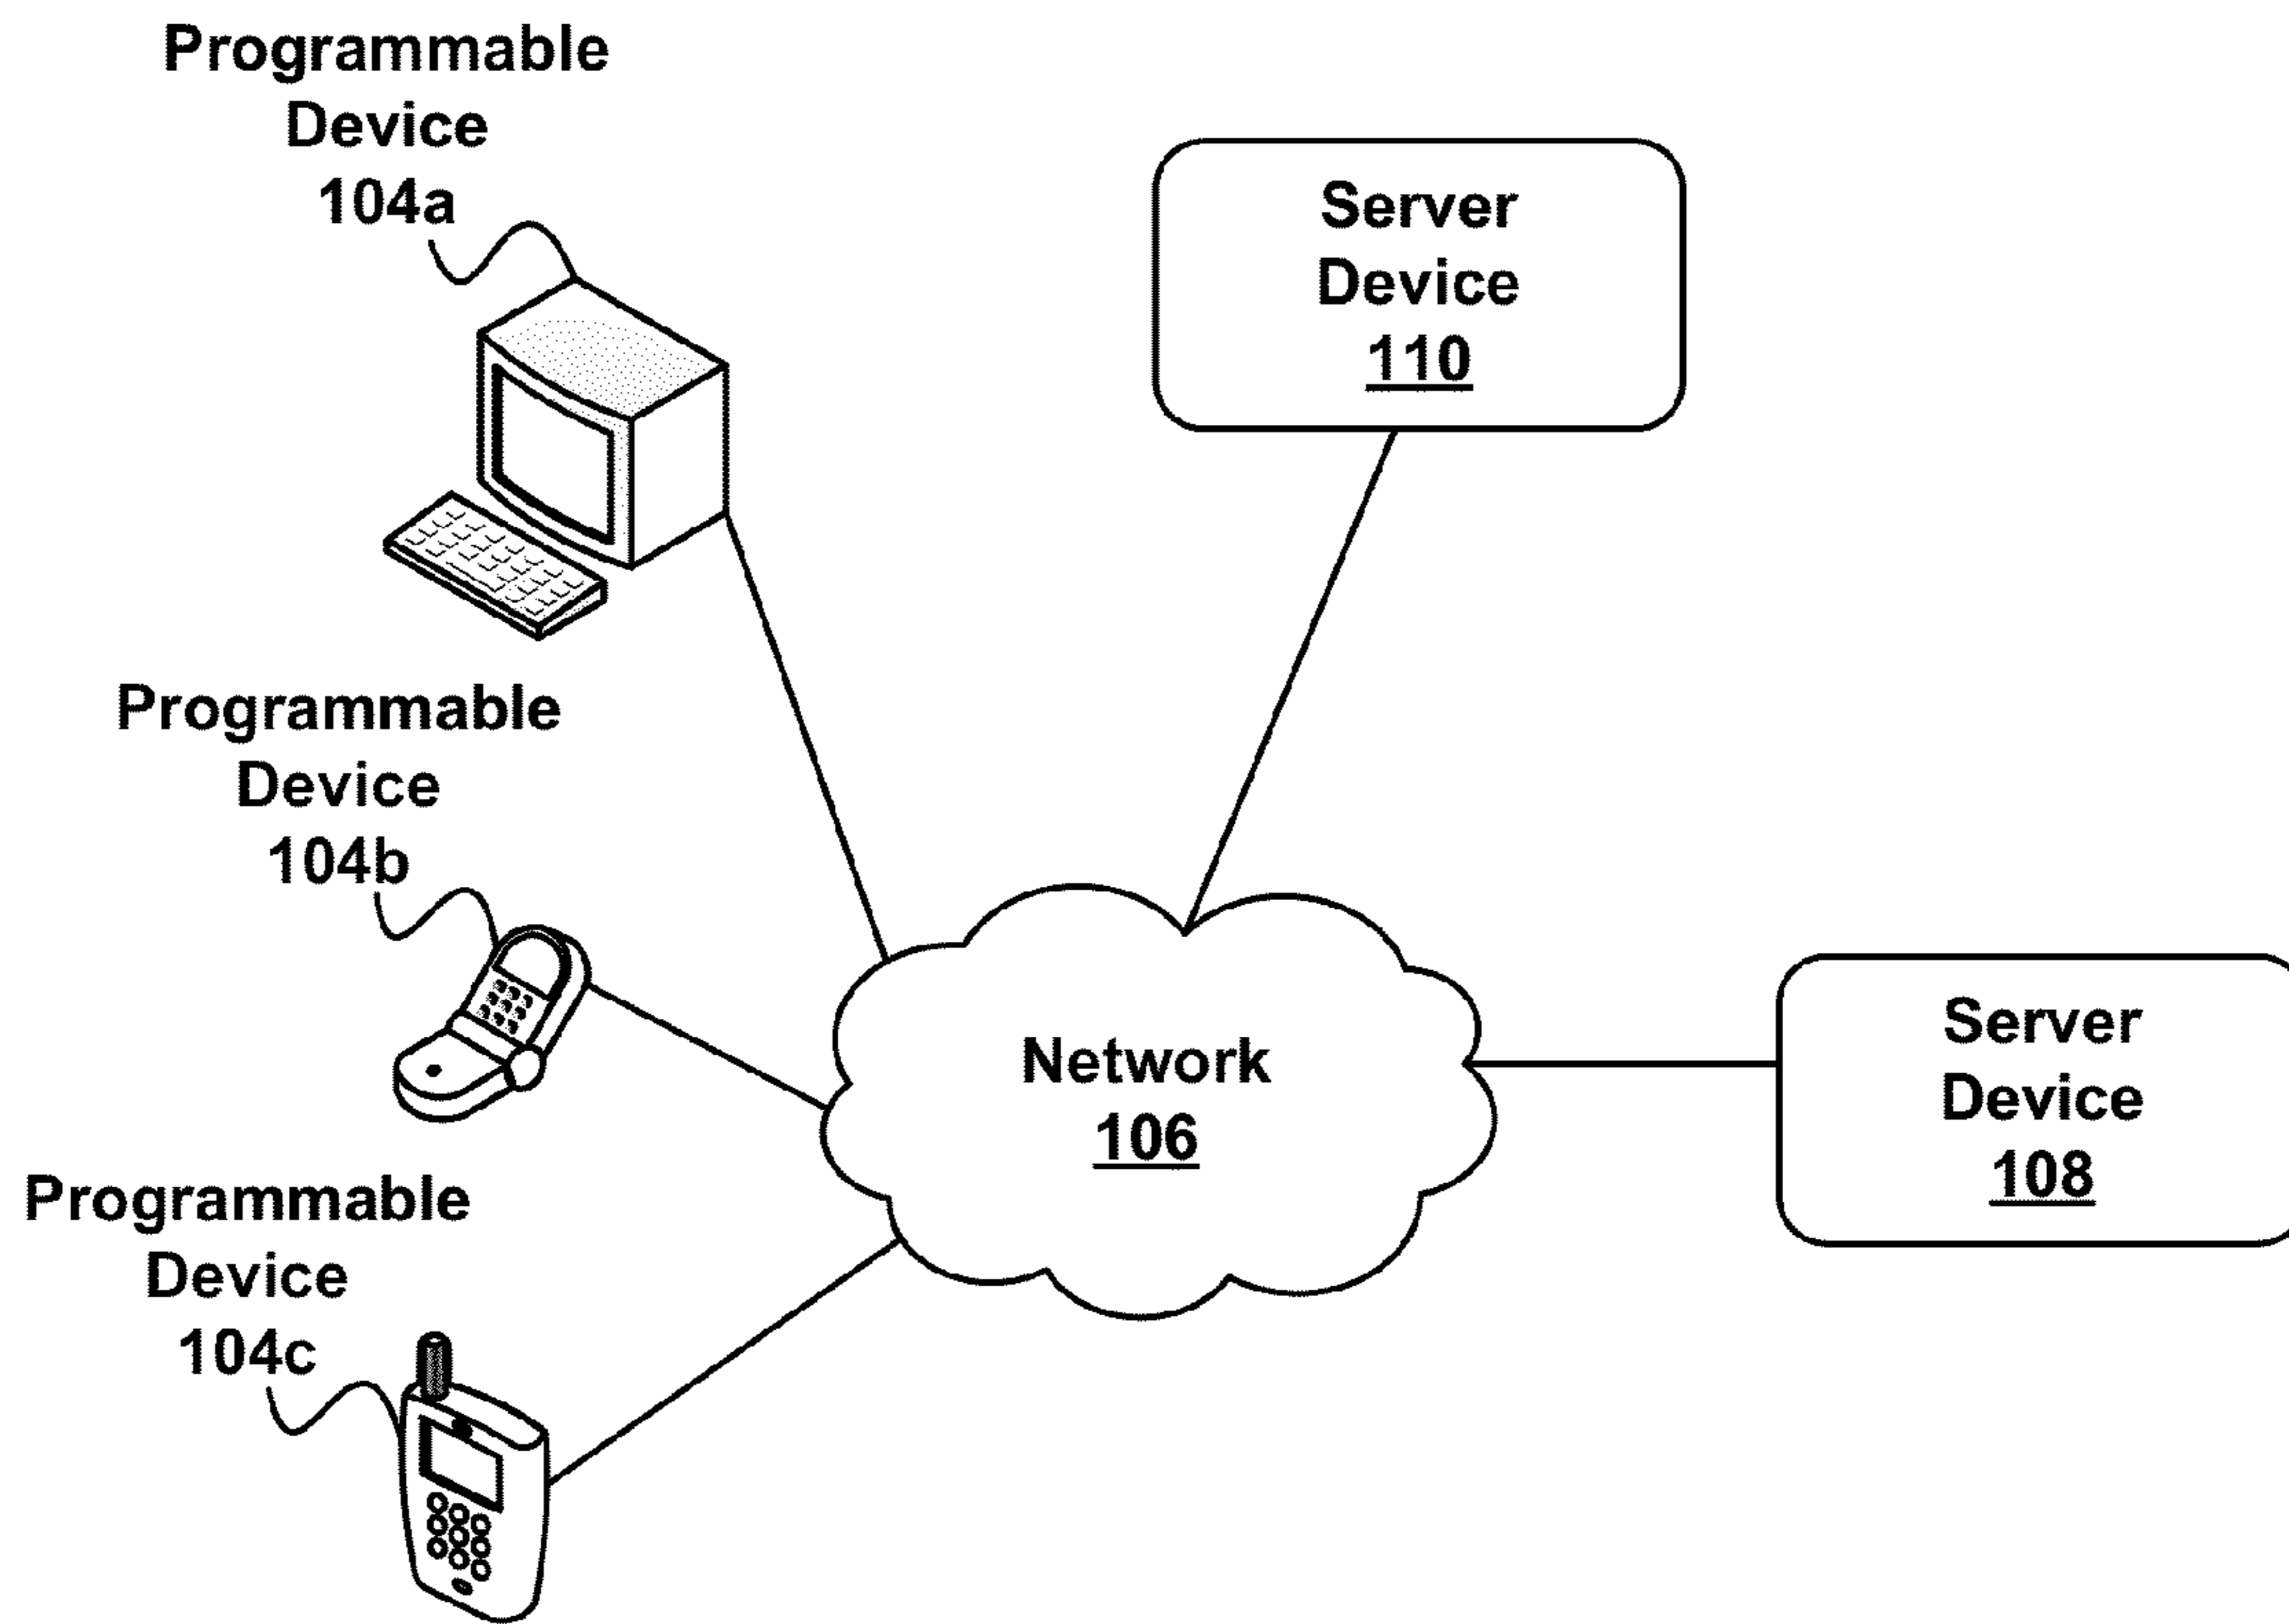 Programmable
Device
104a
Server
Device
110
Programmable
Device
104b
Network
106
Server
Device
108
Programmable
Device
104c